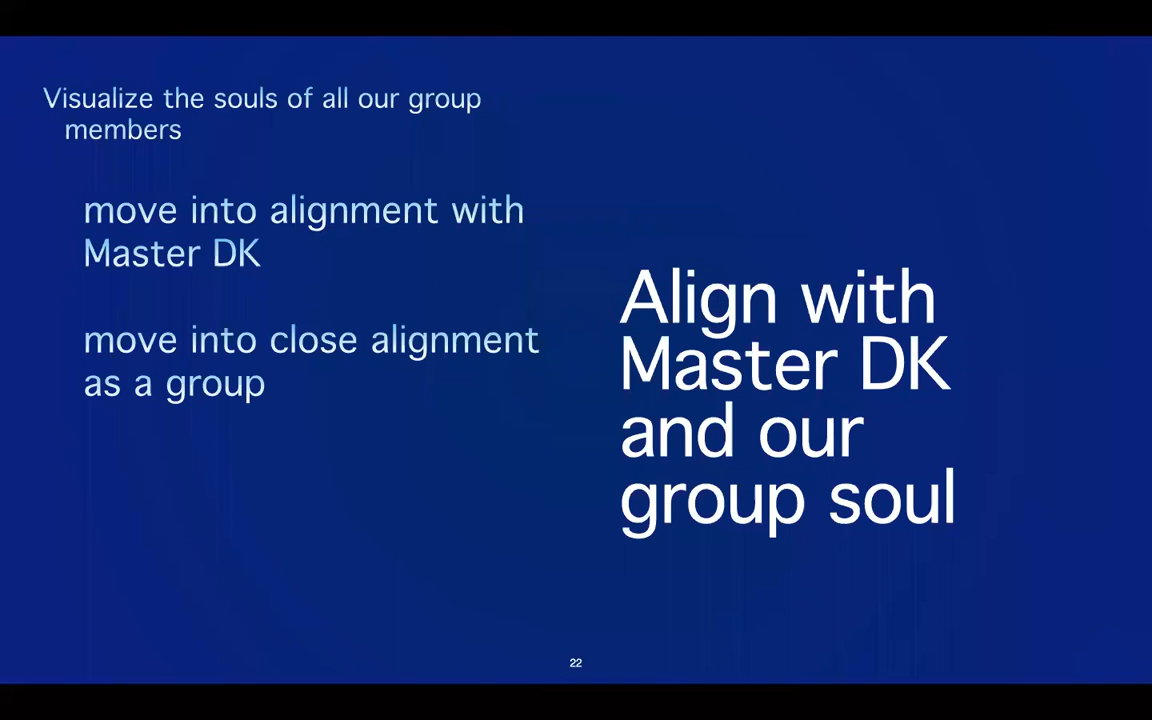 Visualize the souls of all our group
members
move into alignment with
Master DK
move into close alignment
as a group
Align with
Master DK
and our
group soul
22